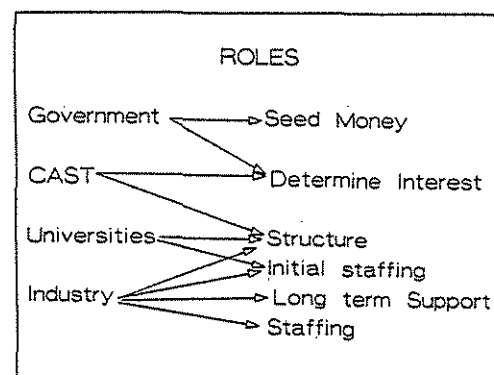 ROLES
Government
Seed Money
CAST
Determine Interest
Universities
Structure
Initial staffing
Industry
Long term Support
Staffing